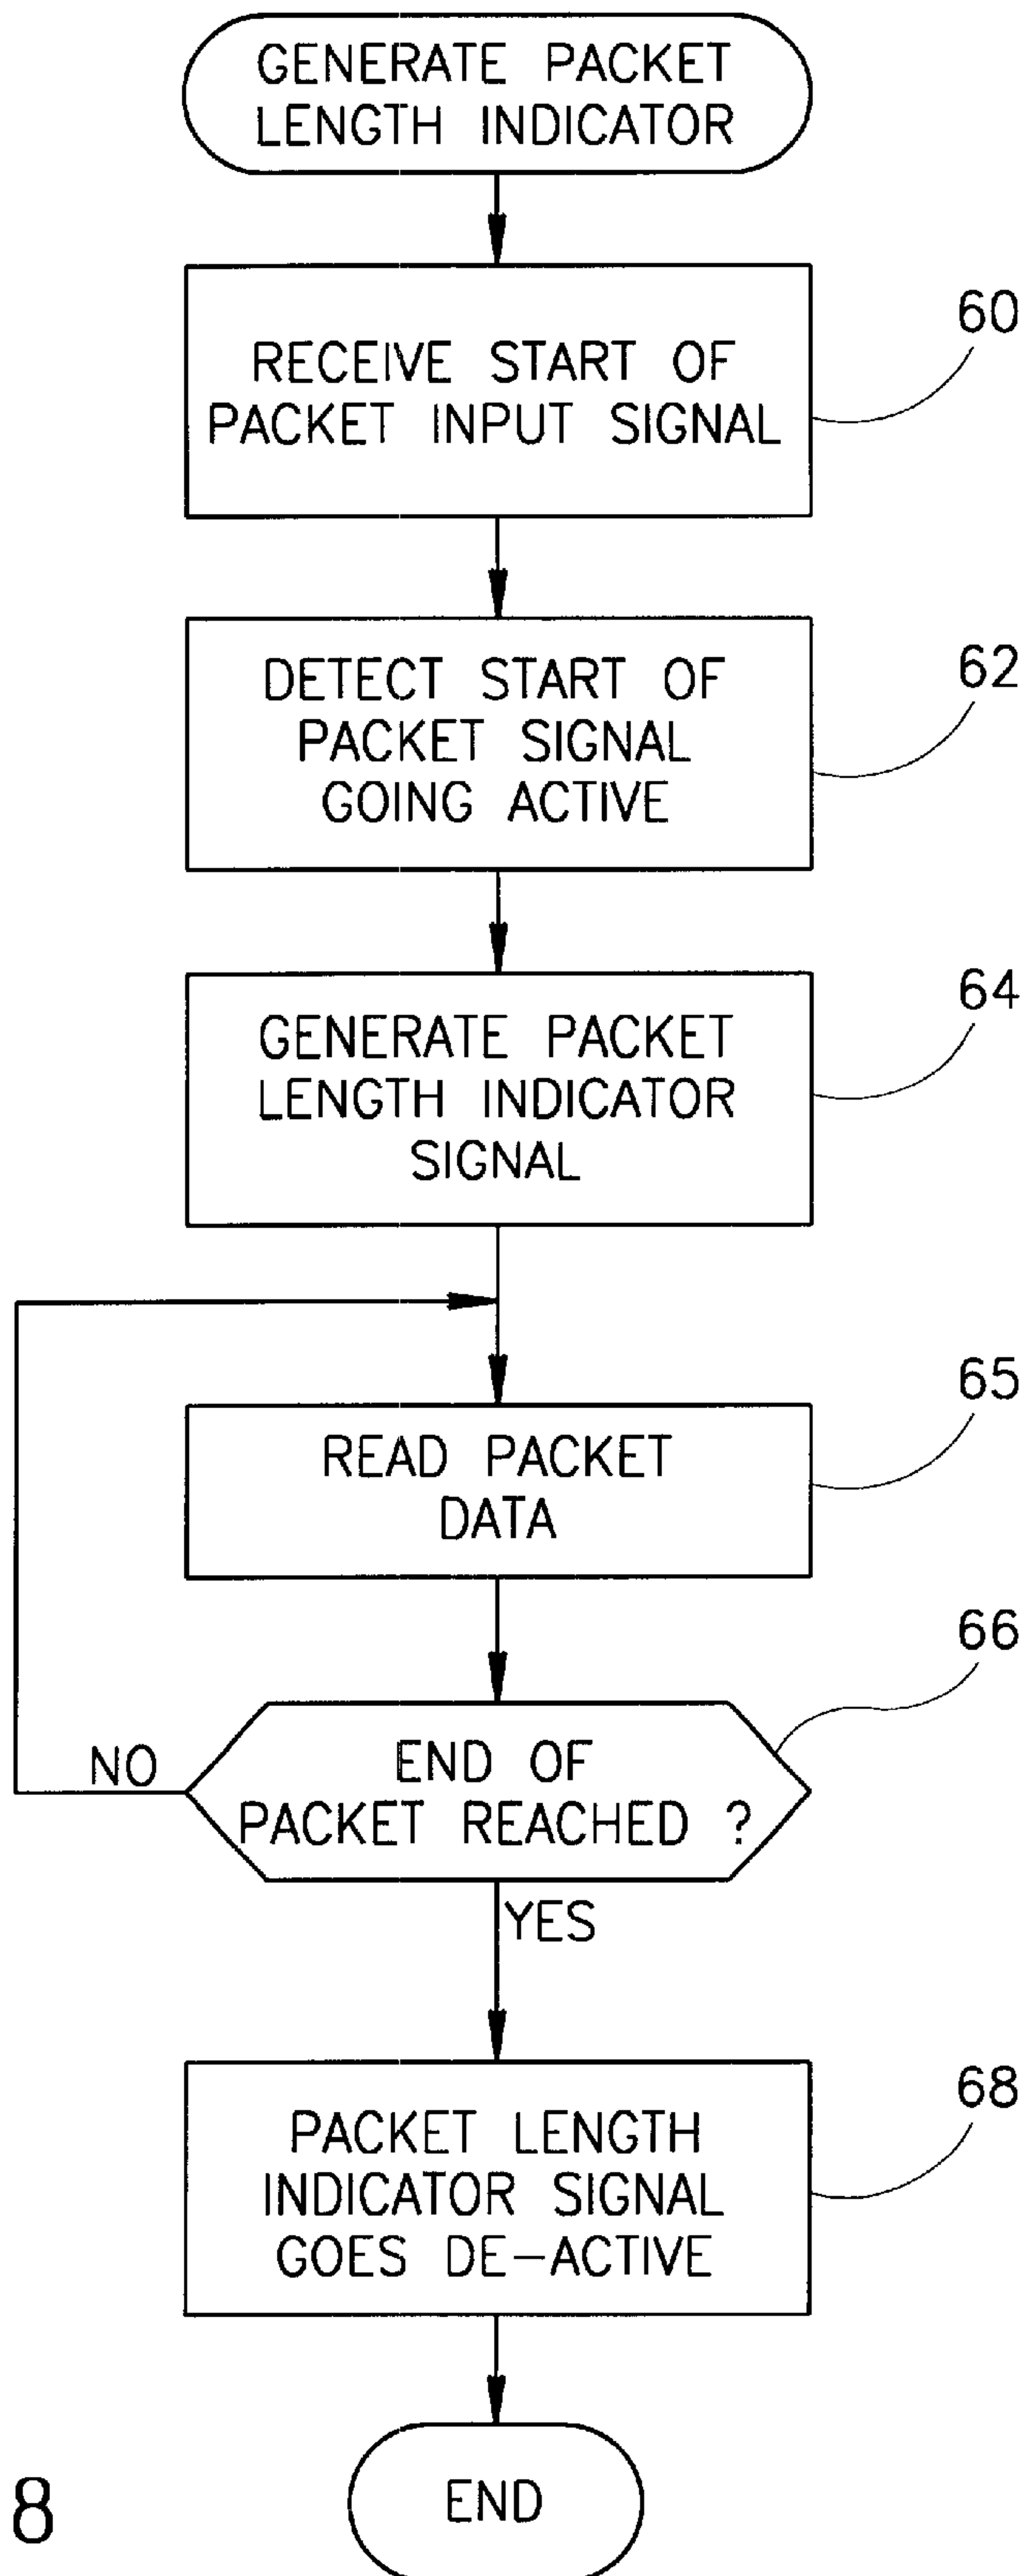 GENERATE PACKET
LENGTH INDICATOR
60
RECEIVE START OF
PACKET INPUT SIGNAL
62
DETECT START OF
PACKET SIGNAL
GOING ACTIVE
64
GENERATE PACKET
LENGTH INDICATOR
SIGNAL
65
READ PACKET
DATA
66
NO
END OF
PACKET REACHED ?
YES
68
PACKET LENGTH
INDICATOR SIGNAL
GOES DE-ACTIVE
END
8